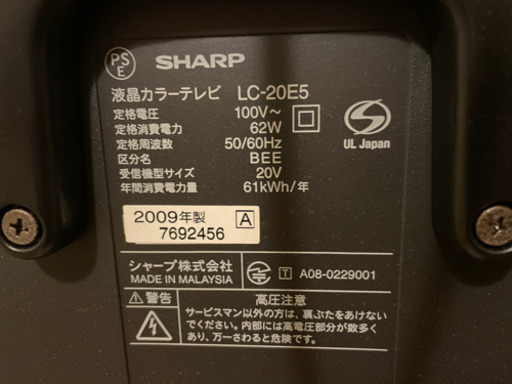 PS
E
SHARP
液晶カラーテレビ LC-20E5
定格電圧 100V～
定格消費電力 62W
定格周波数 50/60Hz
区分名 BEE
受信機型サイズ 20V
年間消費電力量 61kWh/年
S
UL Japan
2009年製 A
7692456
シャープ株式会社
MADE IN MALAYSIA
T A08-0229001
⚠警告 高圧注意
サービスマン以外の方は、裏ぶたをあけない
でください。内部には高電圧部分が数多く
あり、万一さわると危険です。